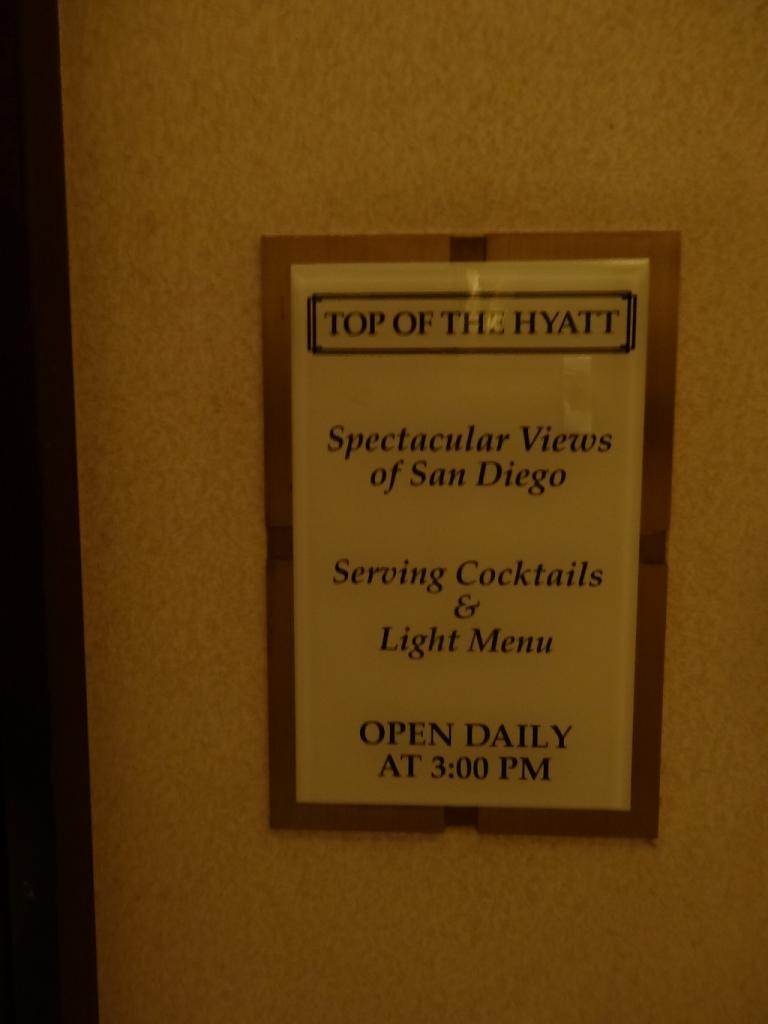 TOP OF THE HYATT
Spectacular Views
of San Diego
Serving Cocktails
&
Light Menu
OPEN DAILY
AT 3:00 PM